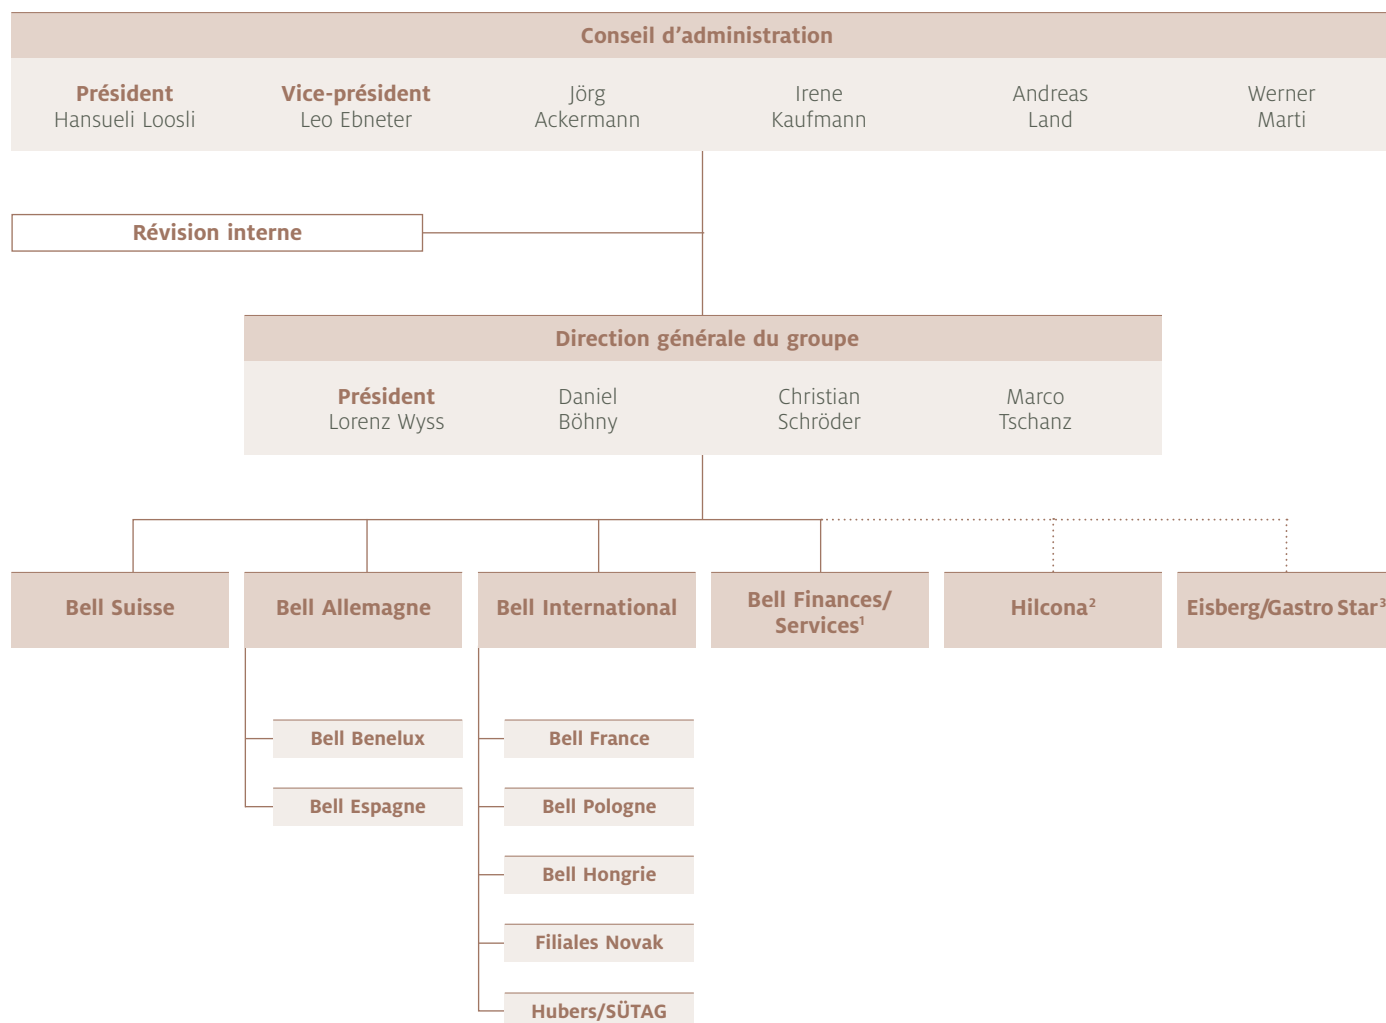 Conseil d’administration
Président
Hansueli Loosli
Vice-président
Leo Ebneter
Jörg
Ackermann
Irene
Kaufmann
Andreas
Land
Werner
Marti
Révision interne
Direction générale du groupe
Président
Lorenz Wyss
Daniel
Böhny
Christian
Schröder
Marco
Tschanz
Bell Suisse
Bell Allemagne
Bell International
Bell Finances/
Services¹
Hilcona²
Eisberg/Gastro Star³
Bell Benelux
Bell Espagne
Bell France
Bell Pologne
Bell Hongrie
Filiales Novak
Hubers/SÜTAG